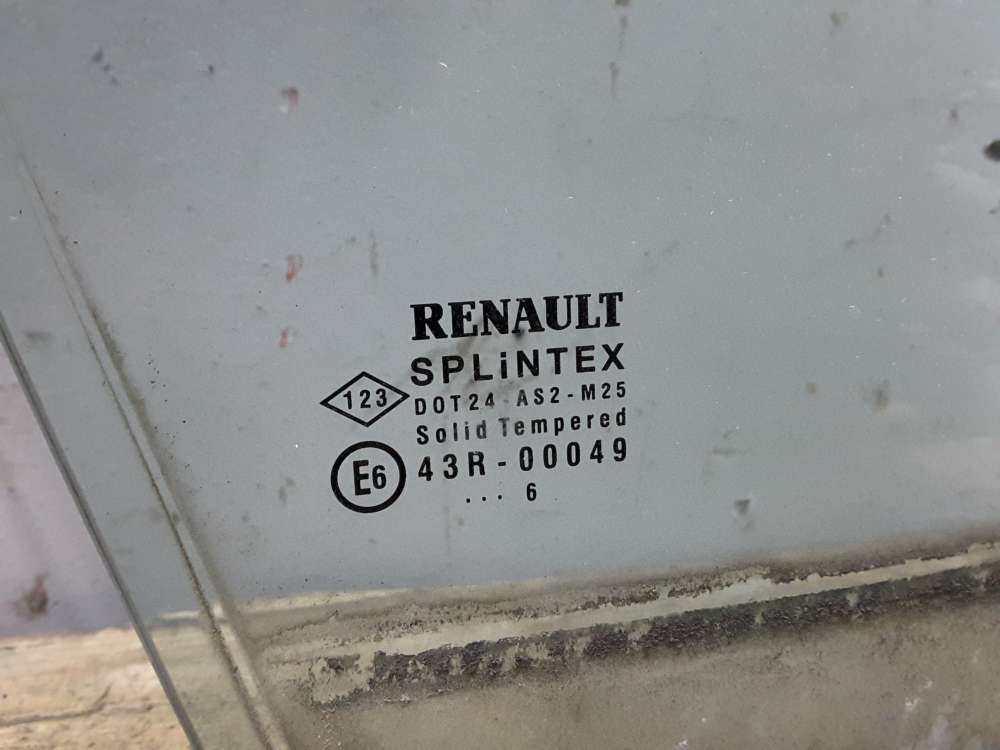 RENAULT
SPLiNTEX
123
DOT24 AS2-M25
Solid Tempered
E6 43R-00049
... 6